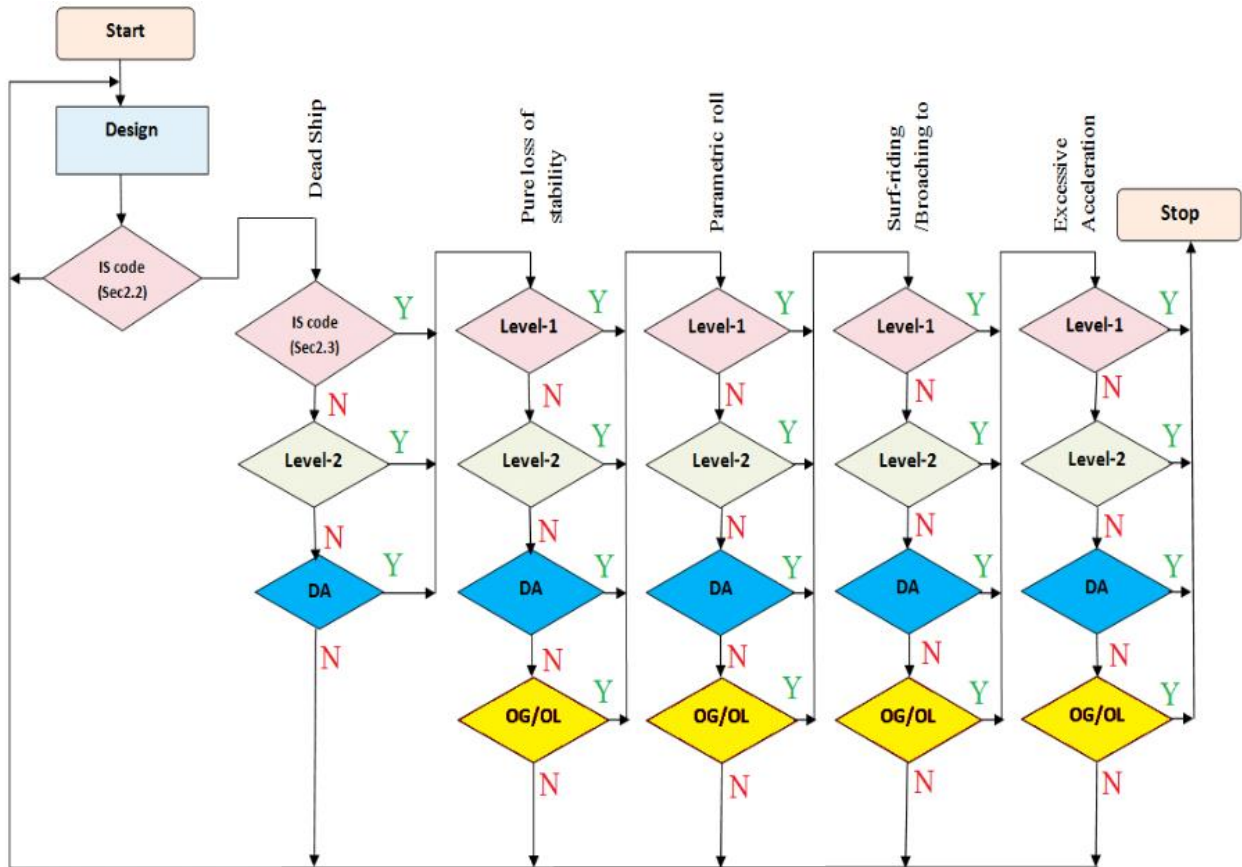 Start
Design
IS code
(Sec2.2)
Dead Ship
IS code
(Sec2.3)
Y
N
Level-2
Y
N
DA
Y
N
Pure loss of
stability
Level-1
Y
N
Level-2
Y
N
DA
Y
N
OG/OL
Y
N
Parametric roll
Level-1
Y
N
Level-2
Y
N
DA
Y
N
OG/OL
Y
N
Surf-riding
/Broaching to
Level-1
Y
N
Level-2
Y
N
DA
Y
N
OG/OL
Y
N
Excessive
Acceleration
Level-1
Y
N
Level-2
Y
N
DA
Y
N
OG/OL
Y
N
Stop